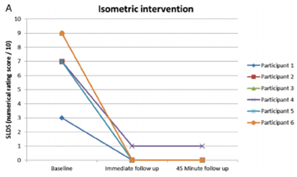 A
Isometric intervention
SLDS (numerical rating score / 10)
10
9
8
7
6
5
4
3
2
1
0
Baseline
Immediate follow up
45 Minute follow up
Participant 1
Participant 2
Participant 3
Participant 4
Participant 5
Participant 6